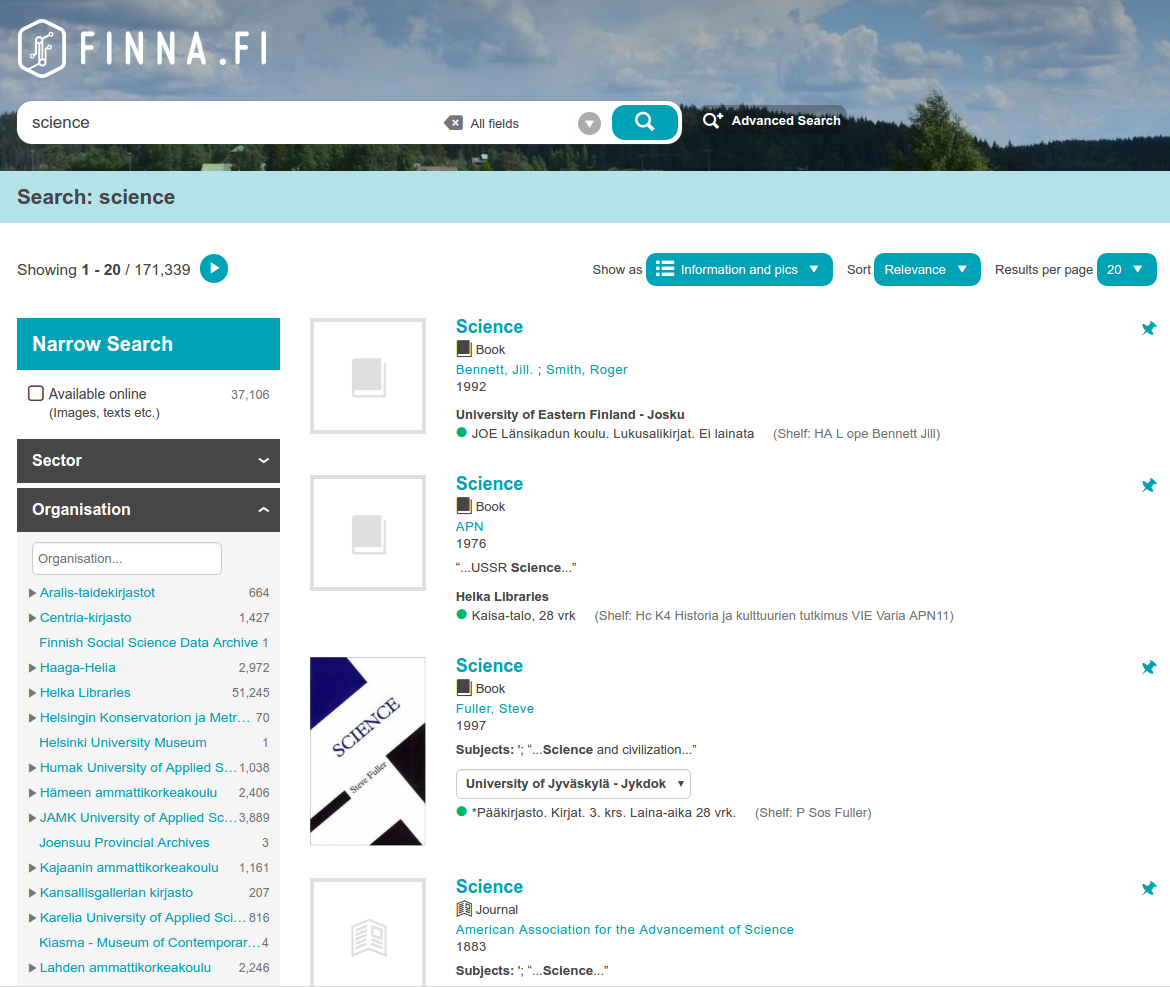 FINNA.FI
science
All fields
Advanced Search
Search: science
Showing 1 - 20 / 171,339
Show as
Information and pics
Sort
Relevance
Results per page
20
Narrow Search
Available online 37,106
(Images, texts etc.)
Sector
Organisation
Organisation...
Aralis-taidekirjastot 664
Centria-kirjasto 1,427
Finnish Social Science Data Archive 1
Haaga-Helia 2,972
Helka Libraries 51,245
Helsingin Konservatorion ja Metr... 70
Helsinki University Museum 1
Humak University of Applied S... 1,038
Hämeen ammattikorkeakoulu 2,406
JAMK University of Applied Sc... 3,889
Joensuu Provincial Archives 3
Kajaanin ammattikorkeakoulu 1,161
Kansallisgallerian kirjasto 207
Karelia University of Applied Sci... 816
Kiasma - Museum of Contemporar... 4
Lahden ammattikorkeakoulu 2,246
Science
Book
Bennett, Jill. ; Smith, Roger
1992
University of Eastern Finland - Josku
JOE Länsikadun koulu. Lukusalikirjat. Ei lainata (Shelf: HA L ope Bennett Jill)
Science
Book
APN
1976
“...USSR Science...”
Helka Libraries
Kaisa-talo, 28 vrk (Shelf: Hc K4 Historia ja kulttuurien tutkimus VIE Varia APN11)
SCIENCE
Steve Fuller
Science
Book
Fuller, Steve
1997
Subjects: '; “...Science and civilization...”
University of Jyväskylä - Jykdok
*Pääkirjasto. Kirjat. 3. krs. Laina-aika 28 vrk. (Shelf: P Sos Fuller)
Science
Journal
American Association for the Advancement of Science
1883
Subjects: '; “...Science...”